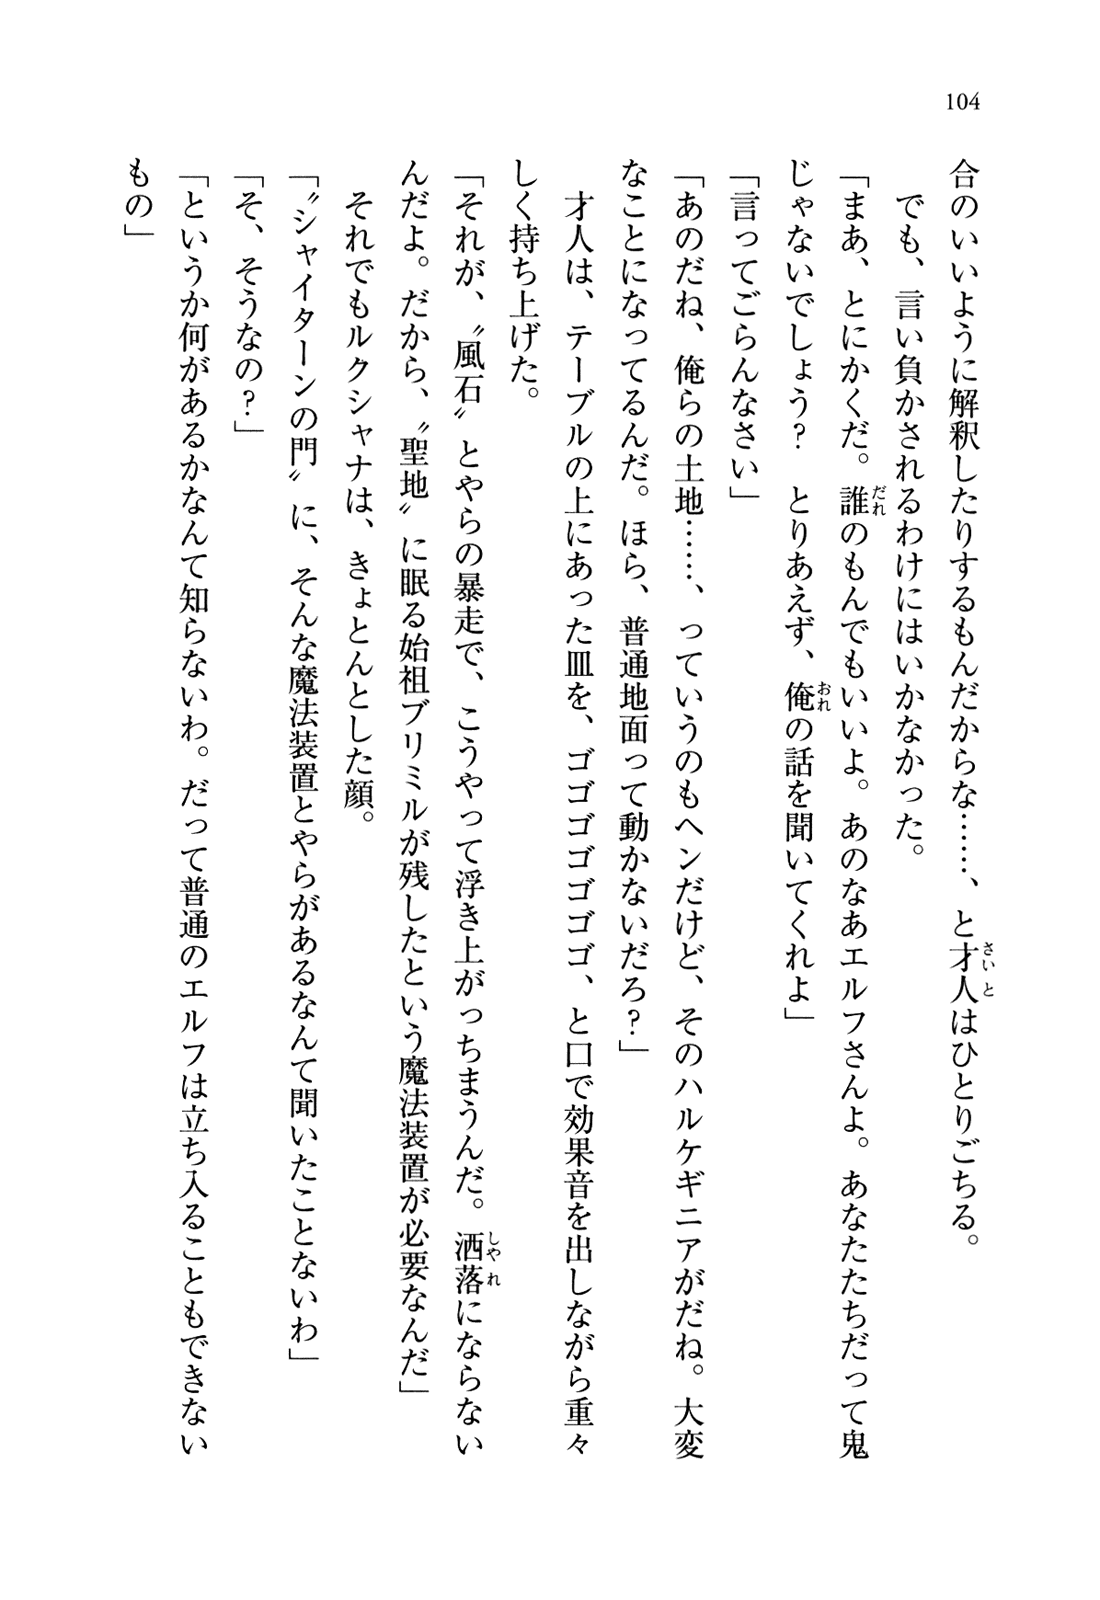 104
合のいいように解釈したりするもんだからな……、と才人はひとりごちる。
でも、言い負かされるわけにはいかなかった。
「まあ、とにかくだ。誰のもんでもいいよ。あのなあエルフさんよ。あなたたちだって鬼
じゃないでしょう？　とりあえず、俺の話を聞いてくれよ」
「言ってごらんなさい」
「あのだね、俺らの土地……、っていうのもヘンだけど、そのハルケギニアがだね。大変
なことになってるんだ。ほら、普通地面って動かないだろ？」
才人は、テーブルの上にあった皿を、ゴゴゴゴゴゴゴ、と口で効果音を出しながら重々
しく持ち上げた。
「それが、〝風石〟とやらの暴走で、こうやって浮き上がっちまうんだ。洒落にならない
んだよ。だから、〝聖地〟に眠る始祖ブリミルが残したという魔法装置が必要なんだ」
それでもルクシャナは、きょとんとした顔。
「〝シャイターンの門〟に、そんな魔法装置とやらがあるなんて聞いたことないわ」
「そ、そうなの？」
「というか何があるかなんて知らないわ。だって普通のエルフは立ち入ることもできない
もの」